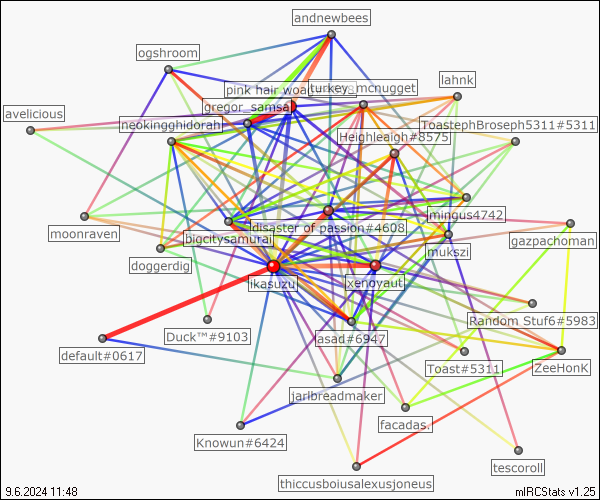 andnewbees
ogshroom
lahnk
pink hair woa
turkey_mcnugget
avelicious
gregor_samsa
neokingghidorah
ToastephBroseph5311#5311
Heighleaigh#8575
moonraven
mingus4742
disaster of passion#4608
bigcitysamurai
gazpachoman
mukszi
doggerdig
ikasuzu
xenoyaut
Random Stuf6#5983
Duck™#9103
asad#6947
default#0617
Toast#5311
ZeeHonK
jarlbreadmaker
facadas.
Knowun#6424
tescoroll
thiccusboiusalexusjoneus
9.6.2024 11:48
mIRCStats v1.25